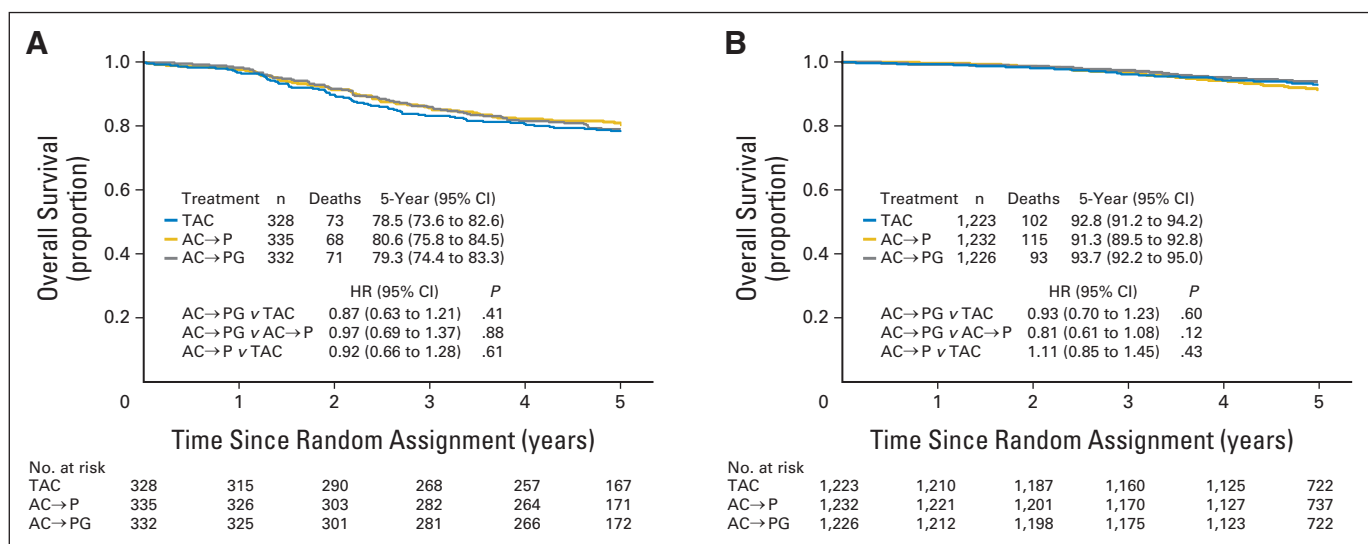 A
Overall Survival
(proportion)
1.0
0.8
0.6
0.4
0.2
0
1
2
3
4
5
Treatment n Deaths 5-Year (95% CI)
TAC 328 73 78.5 (73.6 to 82.6)
AC→P 335 68 80.6 (75.8 to 84.5)
AC→PG 332 71 79.3 (74.4 to 83.3)
HR (95% CI) P
AC→PG v TAC 0.87 (0.63 to 1.21) .41
AC→PG v AC→P 0.97 (0.69 to 1.37) .88
AC→P v TAC 0.92 (0.66 to 1.28) .61
Time Since Random Assignment (years)
No. at risk
TAC 328 315 290 268 257 167
AC→P 335 326 303 282 264 171
AC→PG 332 325 301 281 266 172
B
Overall Survival
(proportion)
1.0
0.8
0.6
0.4
0.2
0
1
2
3
4
5
Treatment n Deaths 5-Year (95% CI)
TAC 1,223 102 92.8 (91.2 to 94.2)
AC→P 1,232 115 91.3 (89.5 to 92.8)
AC→PG 1,226 93 93.7 (92.2 to 95.0)
HR (95% CI) P
AC→PG v TAC 0.93 (0.70 to 1.23) .60
AC→PG v AC→P 0.81 (0.61 to 1.08) .12
AC→P v TAC 1.11 (0.85 to 1.45) .43
Time Since Random Assignment (years)
No. at risk
TAC 1,223 1,210 1,187 1,160 1,125 722
AC→P 1,232 1,221 1,201 1,170 1,127 737
AC→PG 1,226 1,212 1,198 1,175 1,123 722